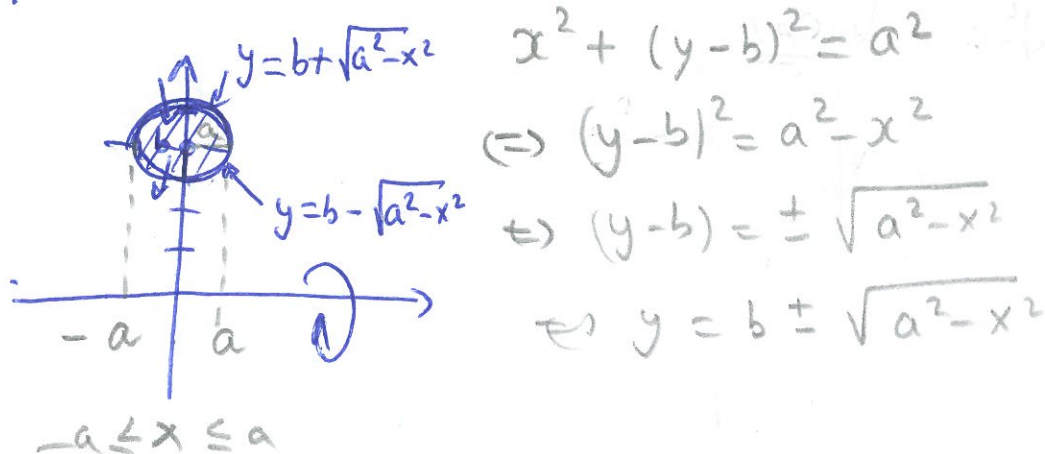 y = b + √(a²-x²)
a
b
y = b - √(a²-x²)
-a a
-a ≤ x ≤ a
x² + (y-b)² = a²
⇔ (y-b)² = a² - x²
⇔ (y-b) = ± √(a²-x²)
⇔ y = b ± √(a²-x²)